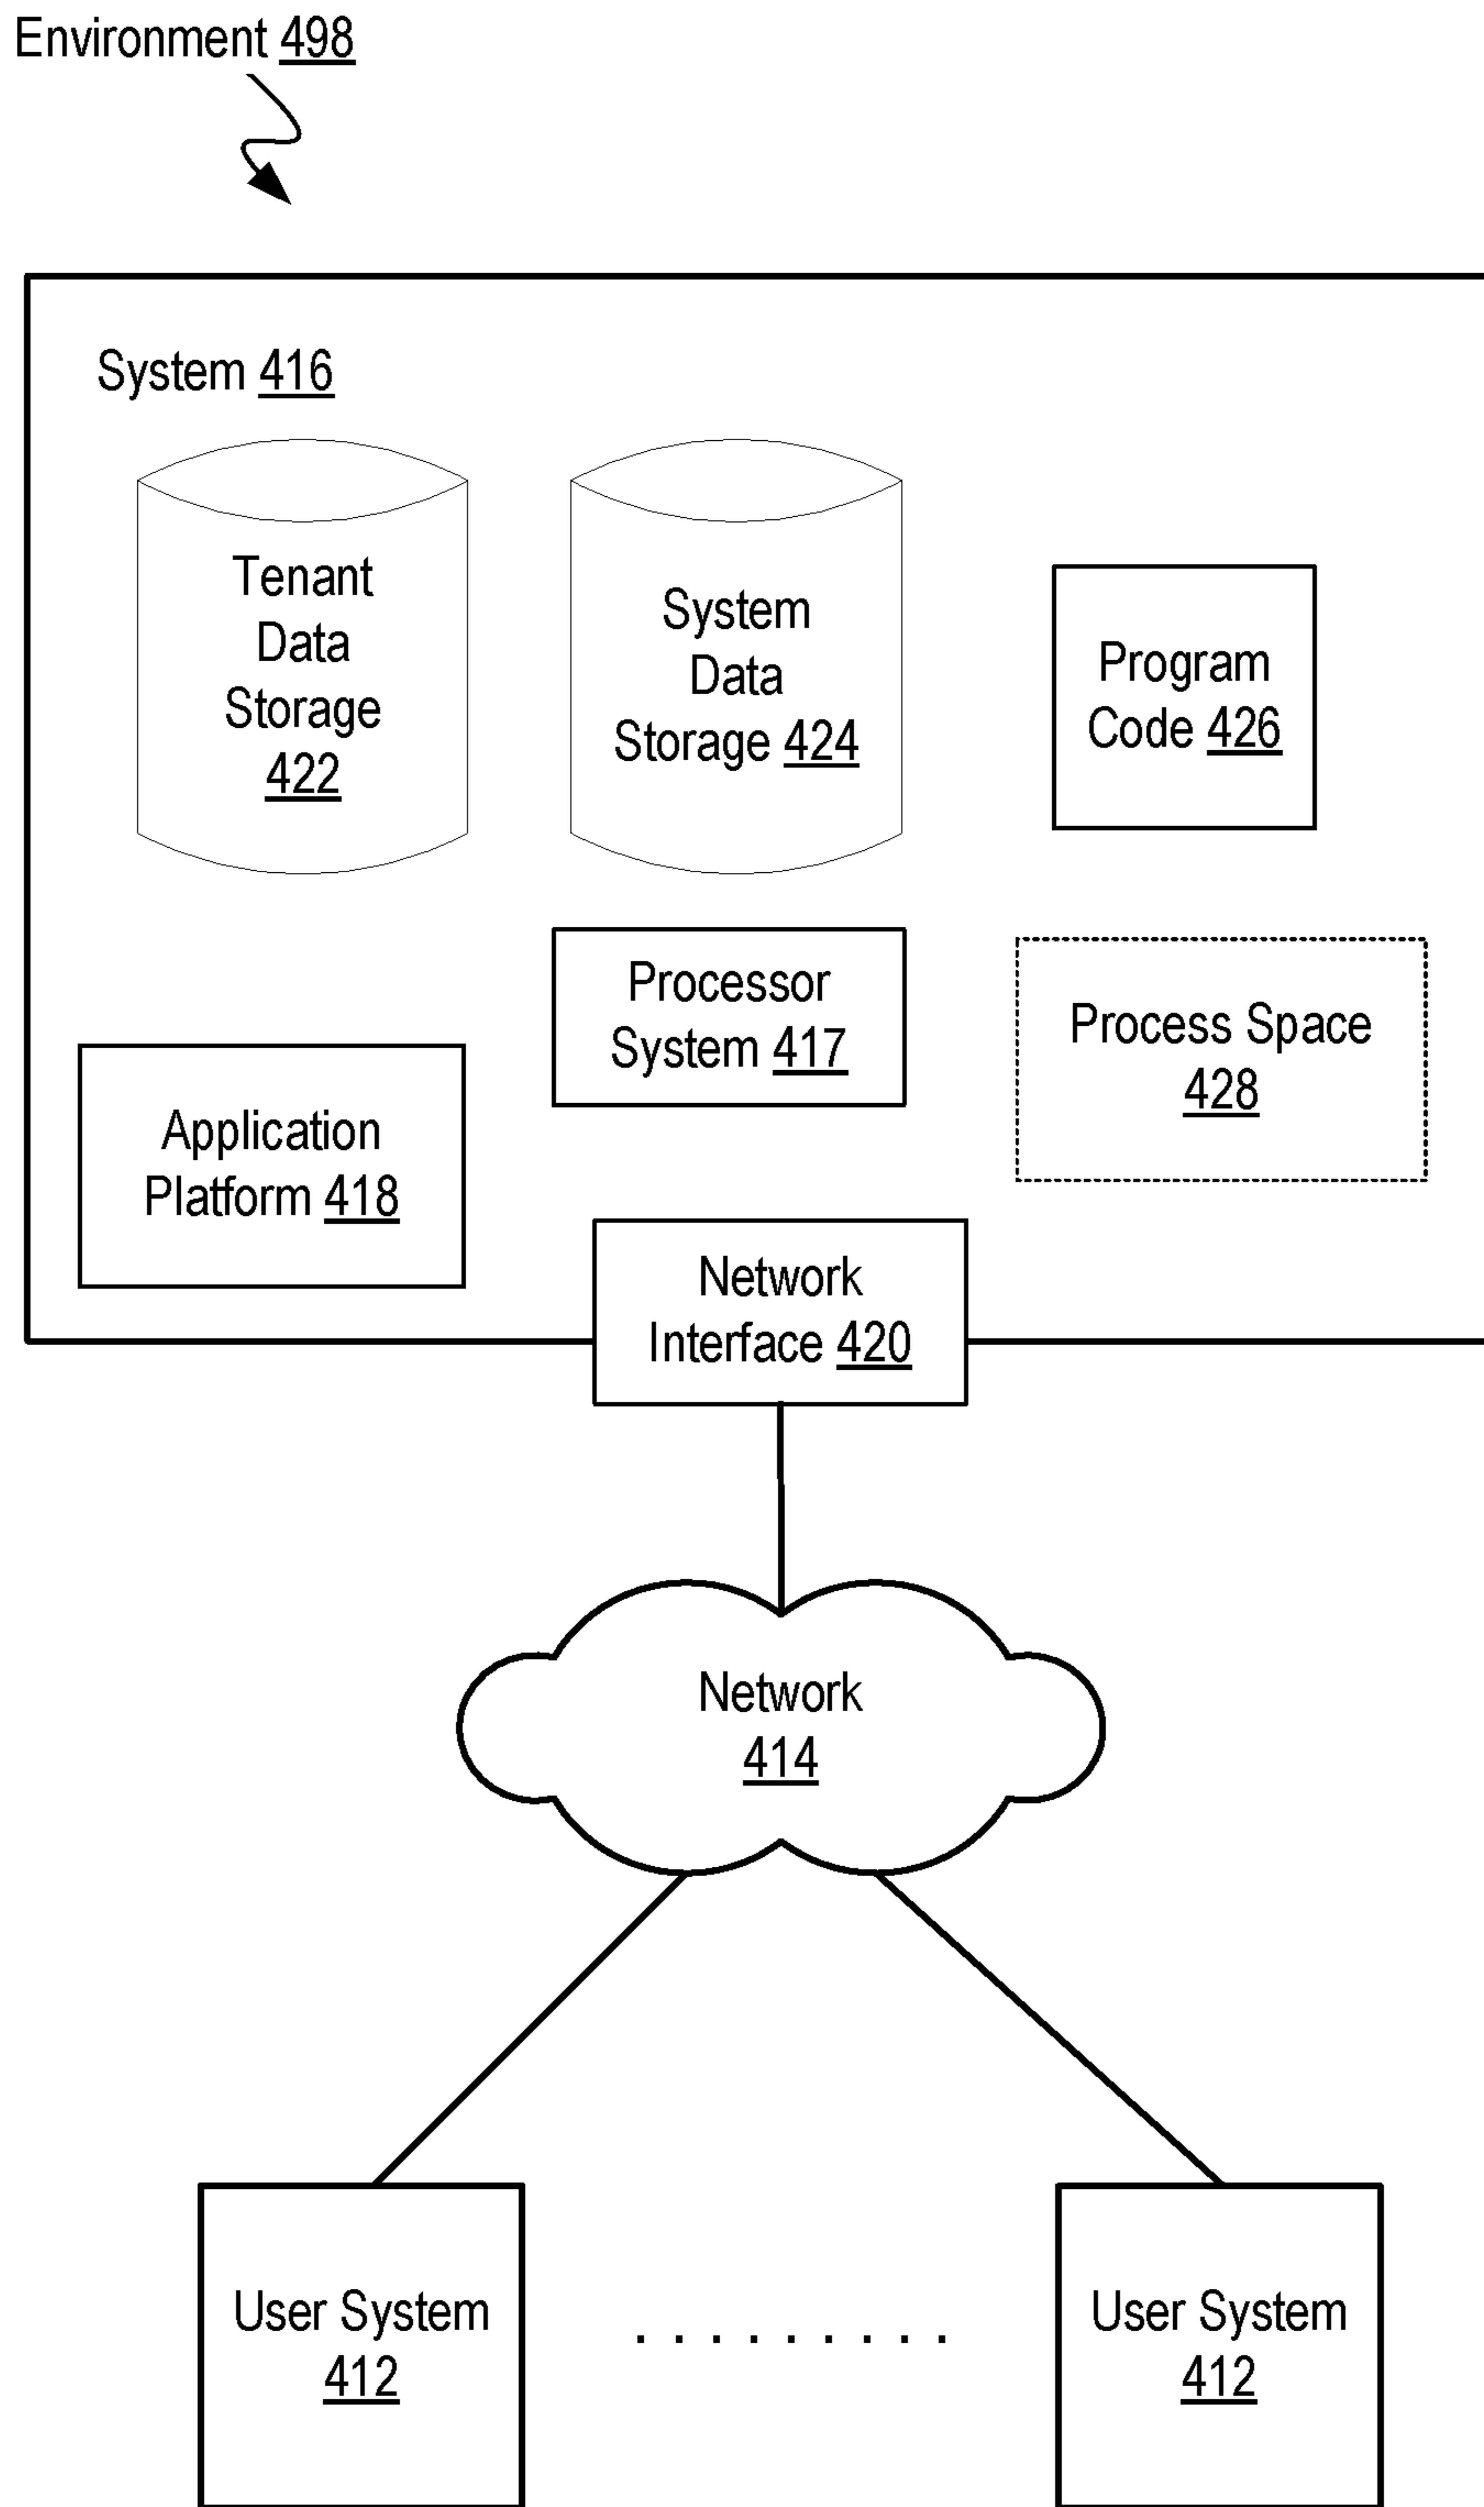 Environment 498
System 416
Tenant
Data
Storage
422
System
Data
Storage 424
Program
Code 426
Processor
System 417
Process Space
428
Application
Platform 418
Network
Interface 420
Network
414
User System
412
. . . . . . . . .
User System
412